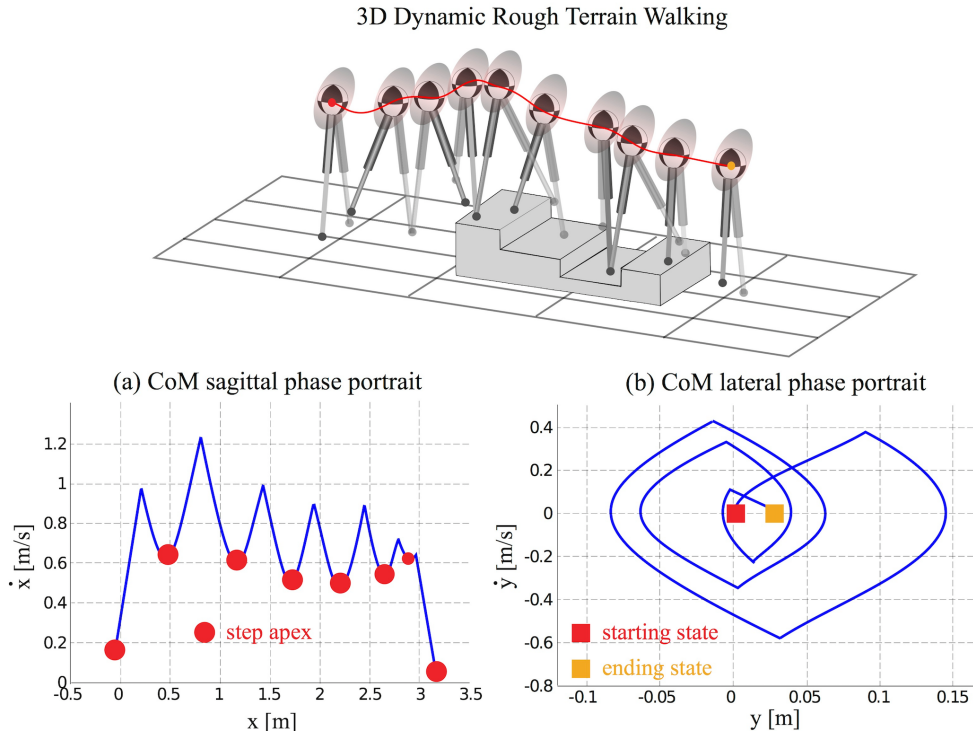 3D Dynamic Rough Terrain Walking
(a) CoM sagittal phase portrait
1.2
1
0.8
0.6
0.4
0.2
0
ẋ [m/s]
step apex
-0.5 0 0.5 1 1.5 2 2.5 3 3.5
x [m]
(b) CoM lateral phase portrait
0.4
0.2
0
-0.2
-0.4
-0.6
-0.8
ẏ [m/s]
starting state
ending state
-0.1 -0.05 0 0.05 0.1 0.15
y [m]